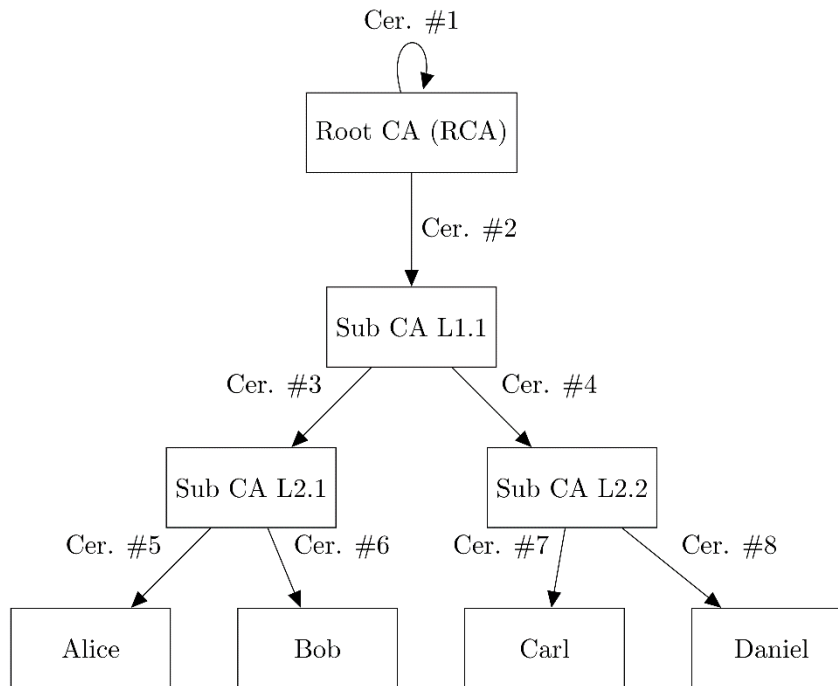 Cer. #1
Root CA (RCA)
Cer. #2
Sub CA L1.1
Cer. #3
Cer. #4
Sub CA L2.1
Sub CA L2.2
Cer. #5
Cer. #6
Cer. #7
Cer. #8
Alice
Bob
Carl
Daniel